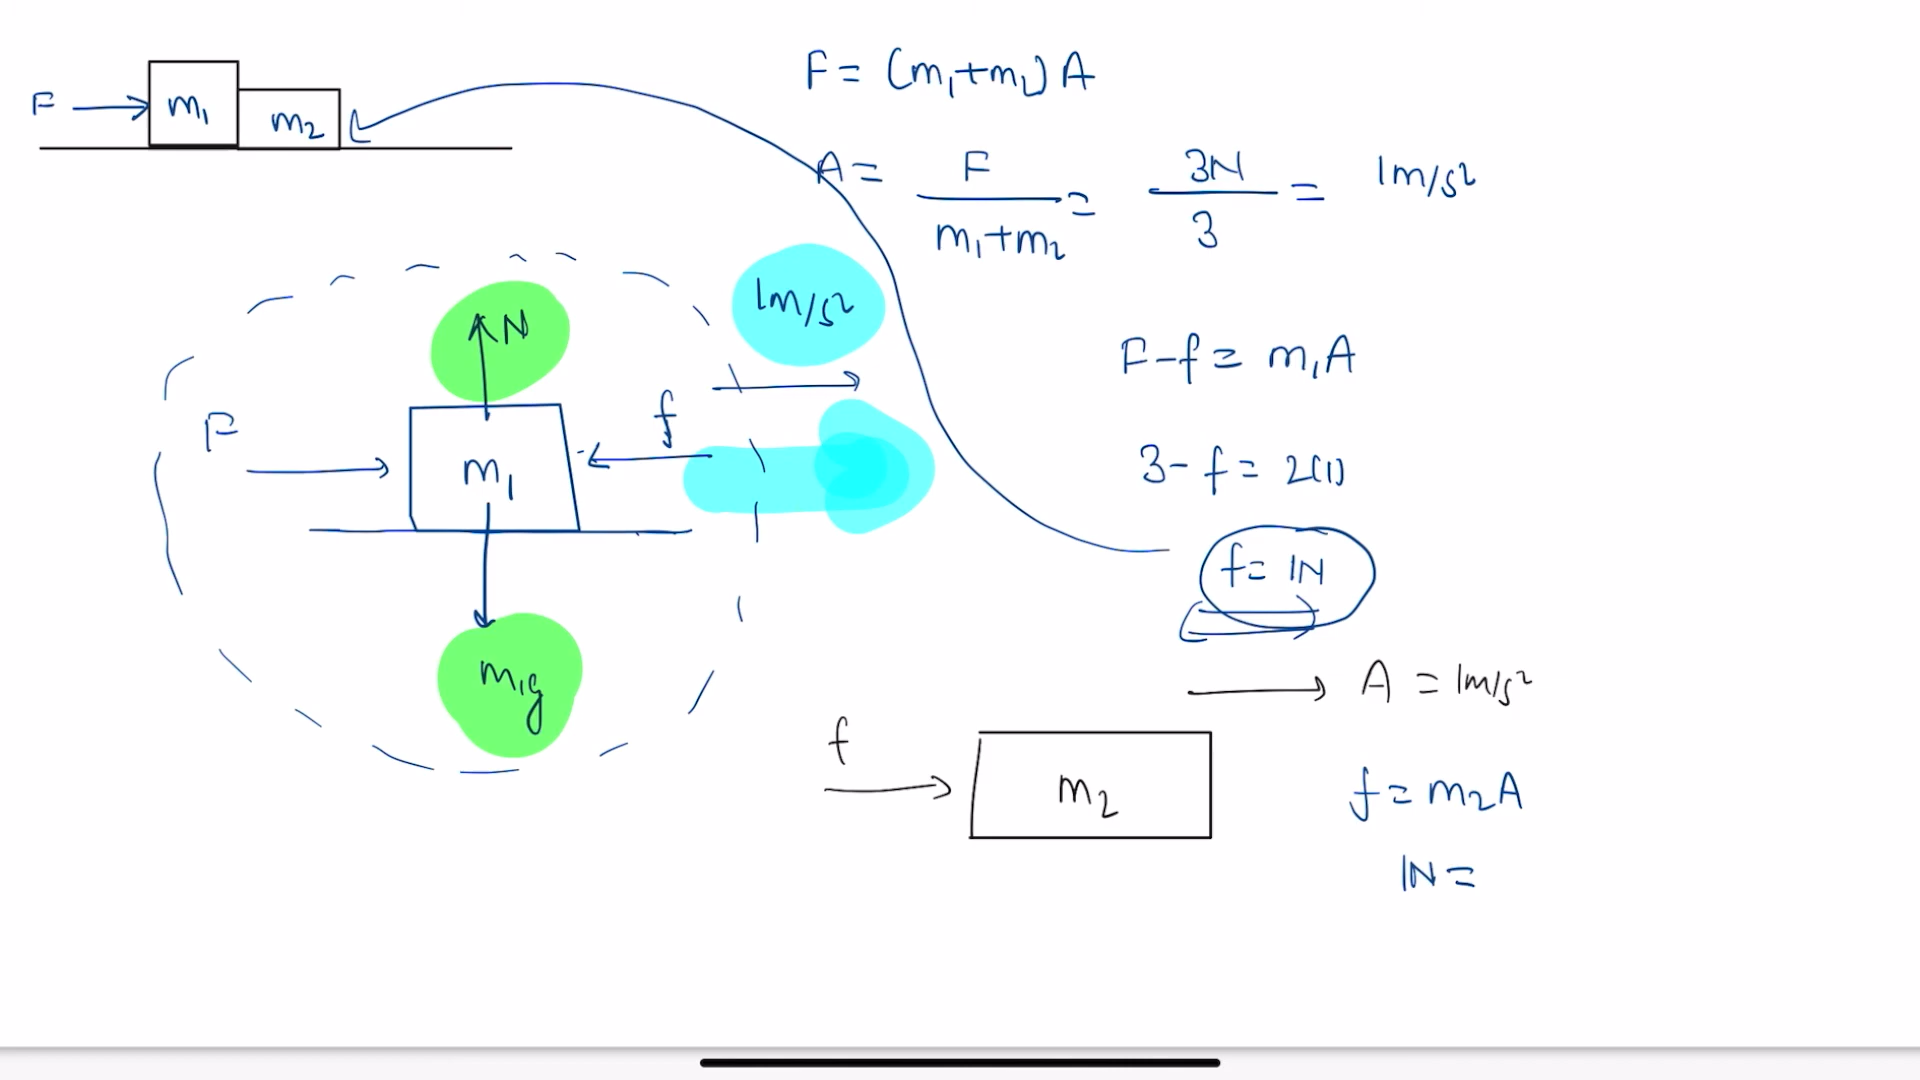 F = (m₁+m₂) A
F
m₁
m₂
A = F / m₁+m₂ = 3N / 3 = 1m/s²
N
1m/s²
F - f = m₁A
F
f
m₁
3 - f = 2(1)
f = 1N
m₁g
A = 1m/s²
f
m₂
f = m₂A
1N =